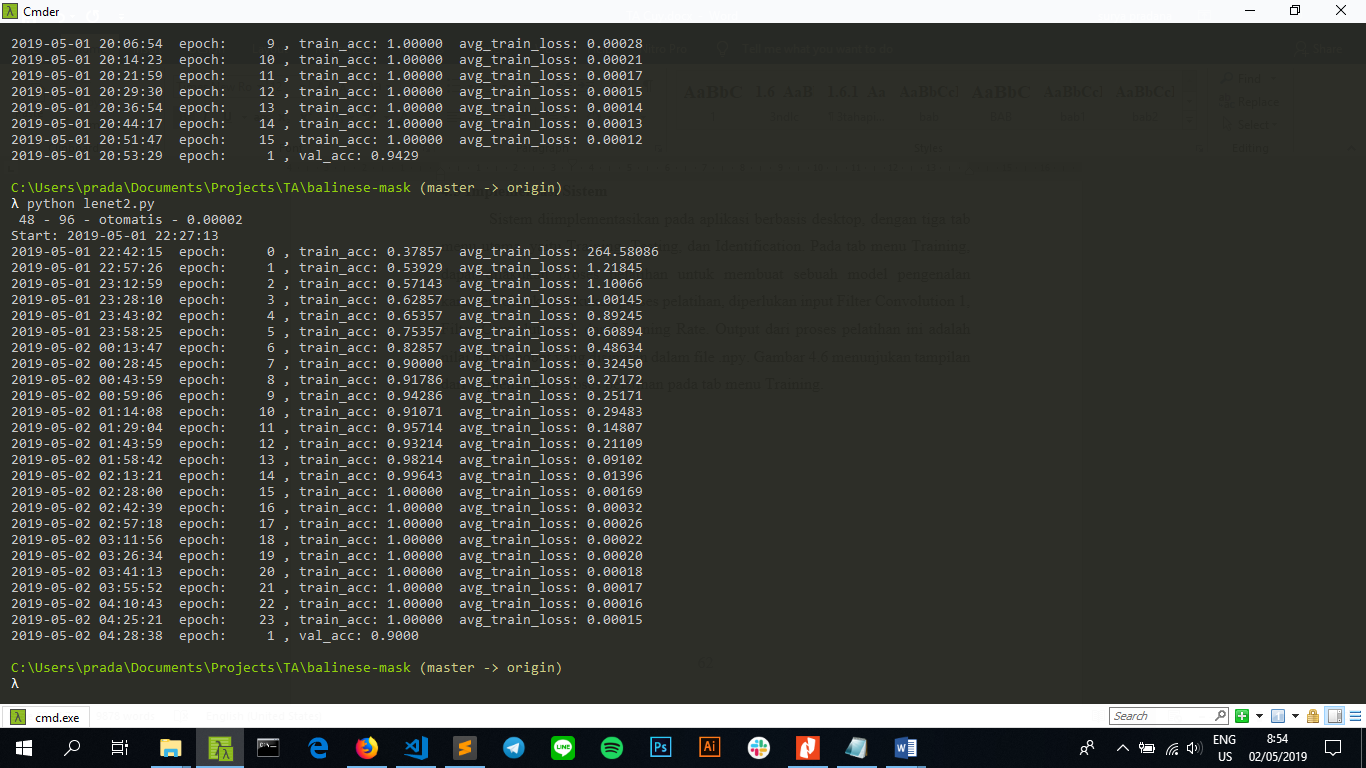 Cmder
2019-05-01 20:06:54  epoch:     9 , train_acc: 1.00000  avg_train_loss: 0.00028
2019-05-01 20:14:23  epoch:    10 , train_acc: 1.00000  avg_train_loss: 0.00021
2019-05-01 20:21:59  epoch:    11 , train_acc: 1.00000  avg_train_loss: 0.00017
2019-05-01 20:29:30  epoch:    12 , train_acc: 1.00000  avg_train_loss: 0.00015
2019-05-01 20:36:54  epoch:    13 , train_acc: 1.00000  avg_train_loss: 0.00014
2019-05-01 20:44:17  epoch:    14 , train_acc: 1.00000  avg_train_loss: 0.00013
2019-05-01 20:51:47  epoch:    15 , train_acc: 1.00000  avg_train_loss: 0.00012
2019-05-01 20:53:29  epoch:     1 , val_acc: 0.9429
C:\Users\prada\Documents\Projects\TA\balinese-mask (master -> origin)
λ python lenet2.py
48 - 96 - otomatis - 0.00002
Start: 2019-05-01 22:27:13
2019-05-01 22:42:15  epoch:     0 , train_acc: 0.37857  avg_train_loss: 264.58086
2019-05-01 22:57:26  epoch:     1 , train_acc: 0.53929  avg_train_loss: 1.21845
2019-05-01 23:12:59  epoch:     2 , train_acc: 0.57143  avg_train_loss: 1.10066
2019-05-01 23:28:10  epoch:     3 , train_acc: 0.62857  avg_train_loss: 1.00145
2019-05-01 23:43:02  epoch:     4 , train_acc: 0.65357  avg_train_loss: 0.89245
2019-05-01 23:58:25  epoch:     5 , train_acc: 0.75357  avg_train_loss: 0.60894
2019-05-02 00:13:47  epoch:     6 , train_acc: 0.82857  avg_train_loss: 0.48634
2019-05-02 00:28:45  epoch:     7 , train_acc: 0.90000  avg_train_loss: 0.32450
2019-05-02 00:43:59  epoch:     8 , train_acc: 0.91786  avg_train_loss: 0.27172
2019-05-02 00:59:06  epoch:     9 , train_acc: 0.94286  avg_train_loss: 0.25171
2019-05-02 01:14:08  epoch:    10 , train_acc: 0.91071  avg_train_loss: 0.29483
2019-05-02 01:29:04  epoch:    11 , train_acc: 0.95714  avg_train_loss: 0.14807
2019-05-02 01:43:59  epoch:    12 , train_acc: 0.93214  avg_train_loss: 0.21109
2019-05-02 01:58:42  epoch:    13 , train_acc: 0.98214  avg_train_loss: 0.09102
2019-05-02 02:13:21  epoch:    14 , train_acc: 0.99643  avg_train_loss: 0.01396
2019-05-02 02:28:00  epoch:    15 , train_acc: 1.00000  avg_train_loss: 0.00169
2019-05-02 02:42:39  epoch:    16 , train_acc: 1.00000  avg_train_loss: 0.00032
2019-05-02 02:57:18  epoch:    17 , train_acc: 1.00000  avg_train_loss: 0.00026
2019-05-02 03:11:56  epoch:    18 , train_acc: 1.00000  avg_train_loss: 0.00022
2019-05-02 03:26:34  epoch:    19 , train_acc: 1.00000  avg_train_loss: 0.00020
2019-05-02 03:41:13  epoch:    20 , train_acc: 1.00000  avg_train_loss: 0.00018
2019-05-02 03:55:52  epoch:    21 , train_acc: 1.00000  avg_train_loss: 0.00017
2019-05-02 04:10:43  epoch:    22 , train_acc: 1.00000  avg_train_loss: 0.00016
2019-05-02 04:25:21  epoch:    23 , train_acc: 1.00000  avg_train_loss: 0.00015
2019-05-02 04:28:38  epoch:     1 , val_acc: 0.9000
C:\Users\prada\Documents\Projects\TA\balinese-mask (master -> origin)
λ
cmd.exe
Search
ENG
US
8:54
02/05/2019